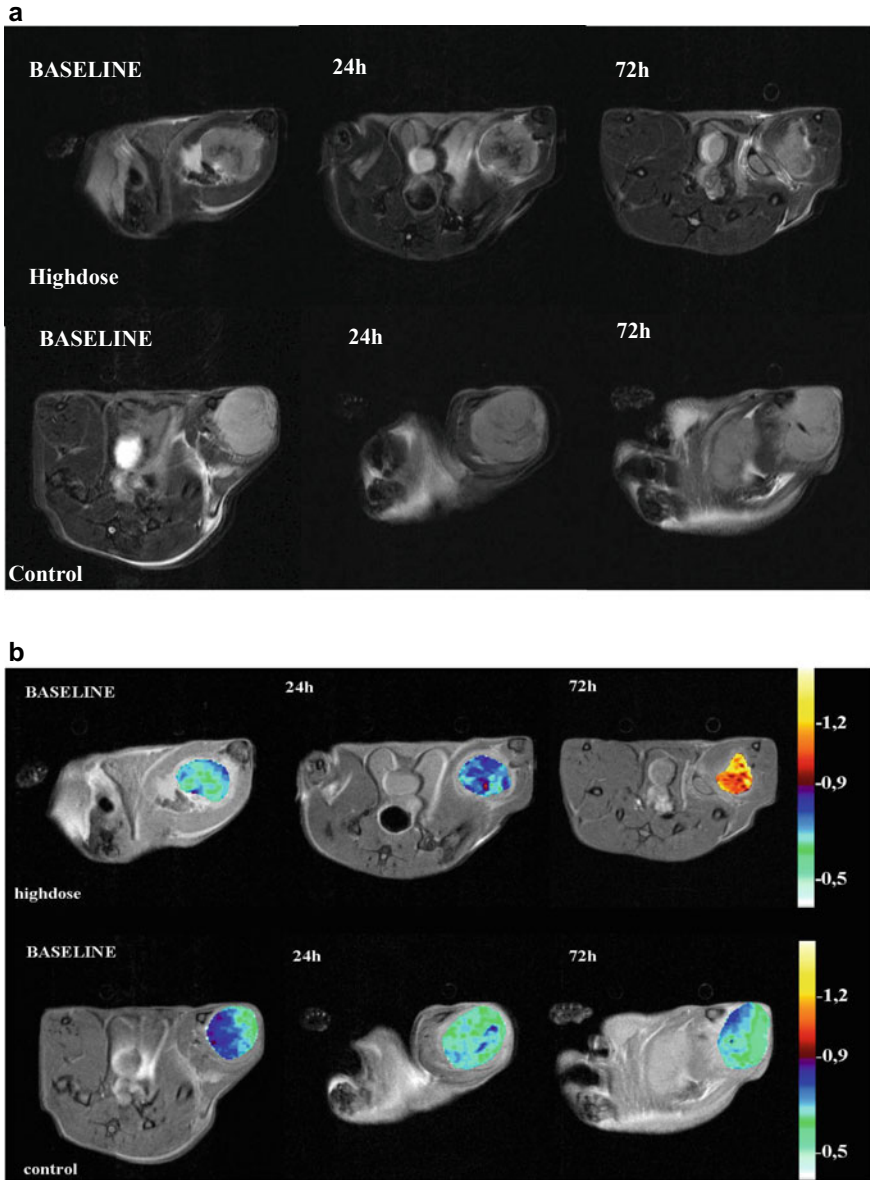 a
BASELINE 24h 72h
Highdose
BASELINE 24h 72h
Control
b
BASELINE 24h 72h
-1,2
-0,9
-0,5
highdose
BASELINE 24h 72h
-1,2
-0,9
-0,5
control